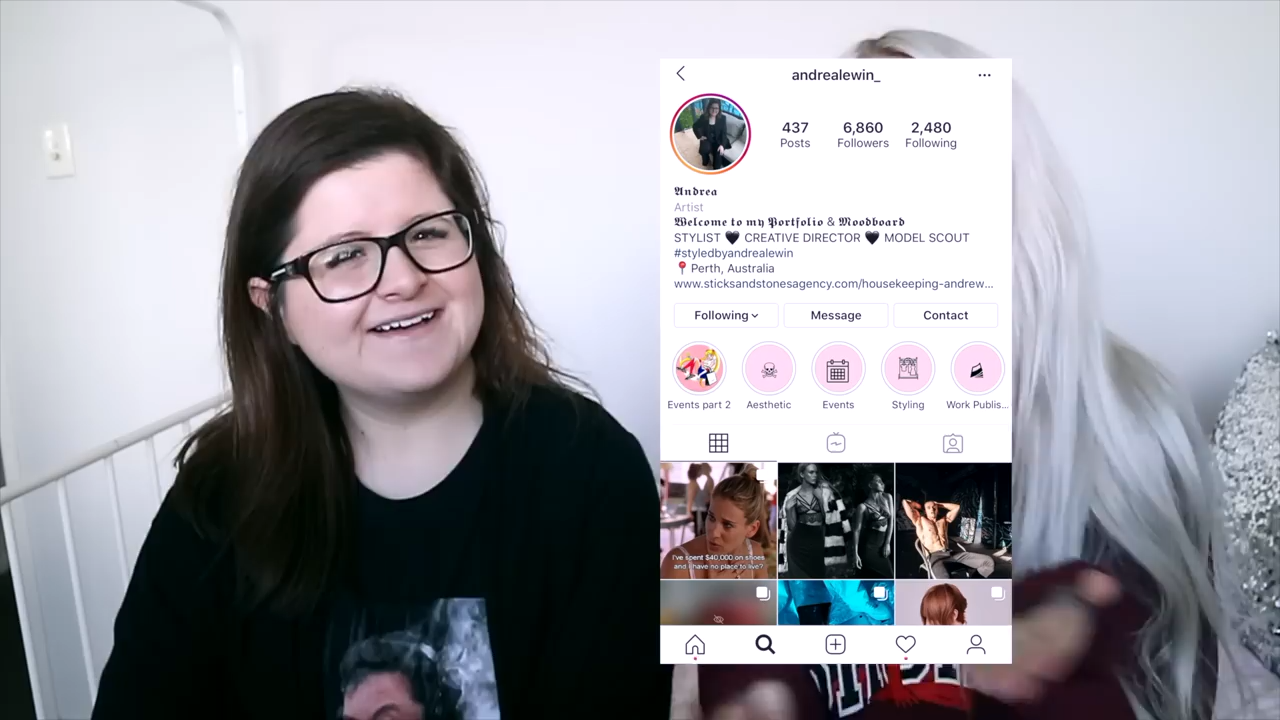 andrealewin_
437
6,860
2,480
Posts
Followers
Following
𝕬𝖓𝖉𝖗𝖊𝖆
Artist
𝖂𝖊𝖑𝖈𝖔𝖒𝖊 𝖙𝖔 𝖒𝖞 𝕻𝖔𝖗𝖙𝖋𝖔𝖑𝖎𝖔 & 𝕸𝖔𝖔𝖉𝖇𝖔𝖆𝖗𝖉
STYLIST 🖤 CREATIVE DIRECTOR 🖤 MODEL SCOUT
#styledbyandrealewin
📍Perth, Australia
www.sticksandstonesagency.com/housekeeping-andrew...
Following
Message
Contact
Events part 2
Aesthetic
Events
Styling
Work Publis...
I've spent $40,000 on shoes
and I have no place to live?